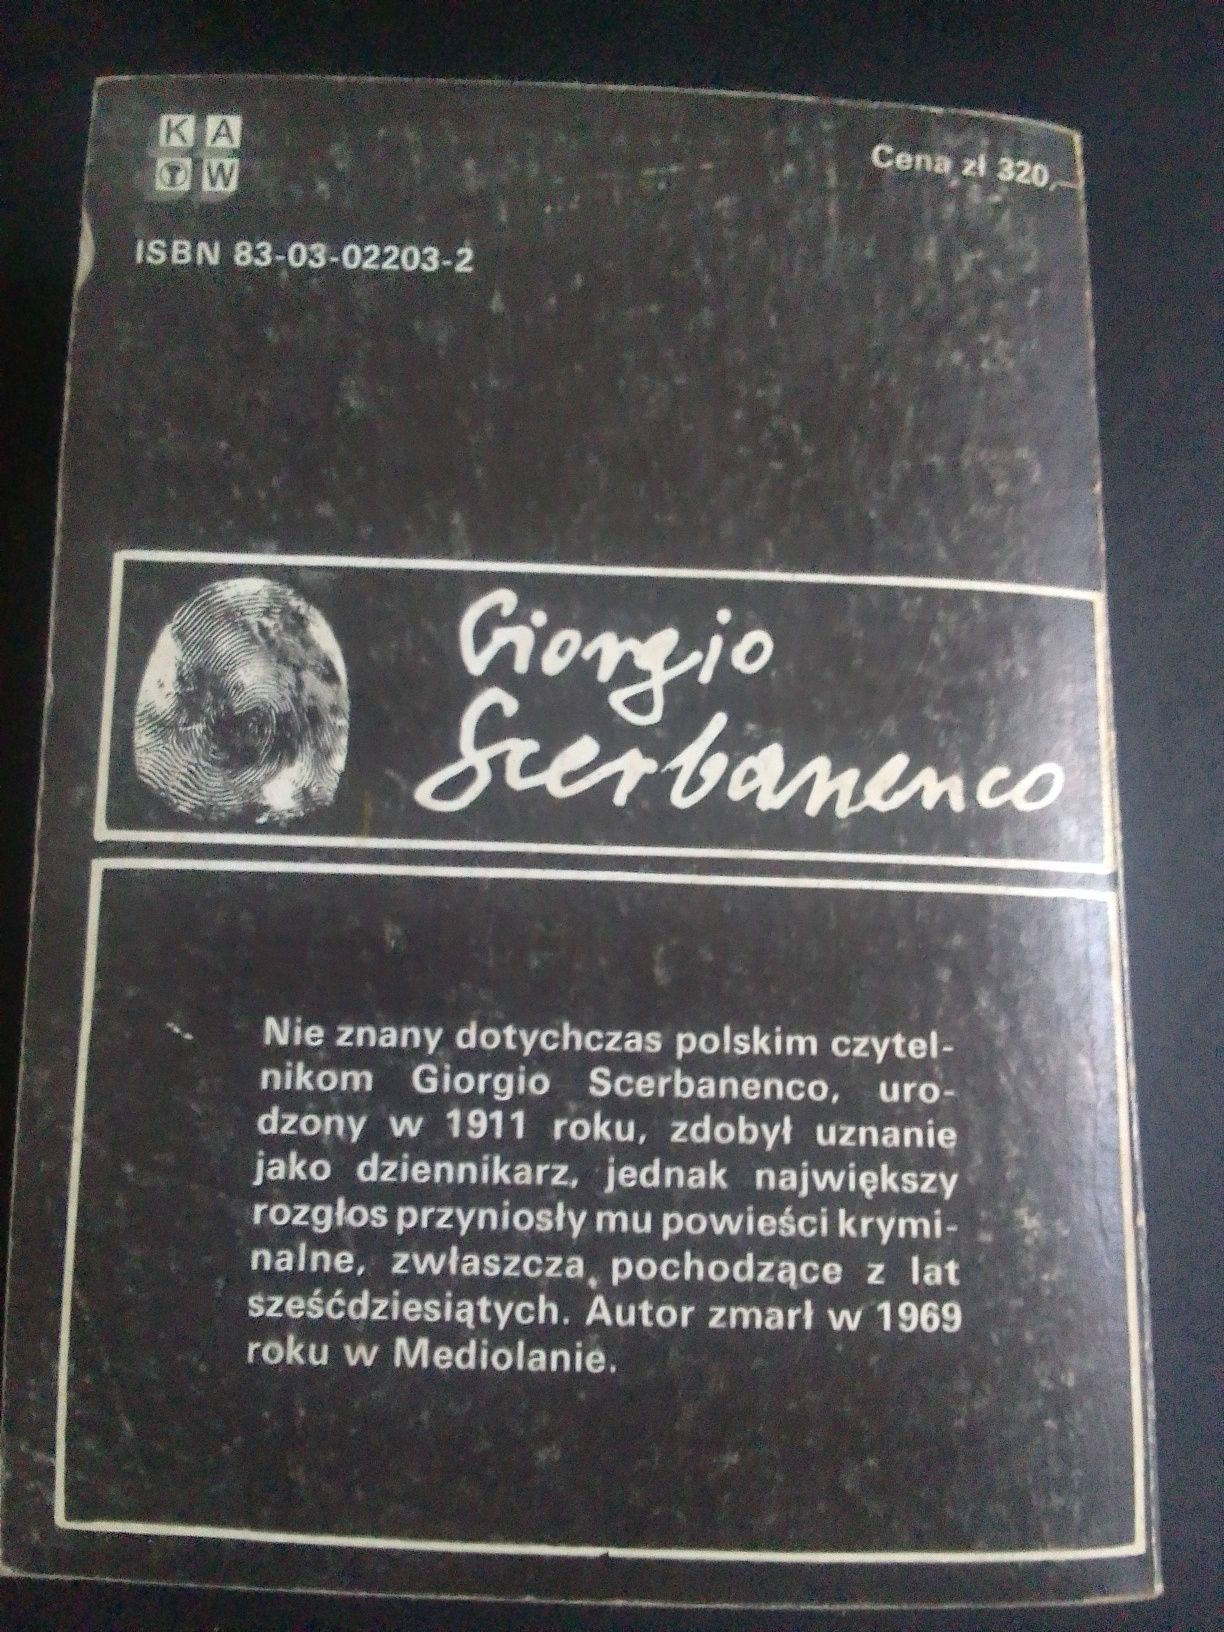 K A
W
Cena zł 320,—
ISBN 83-03-02203-2
Giorgio
Scerbanenco
Nie znany dotychczas polskim czytel-
nikom Giorgio Scerbanenco, uro-
dzony w 1911 roku, zdobył uznanie
jako dziennikarz, jednak największy
rozgłos przyniosły mu powieści krymi-
nalne, zwłaszcza pochodzące z lat
sześćdziesiątych. Autor zmarł w 1969
roku w Mediolanie.